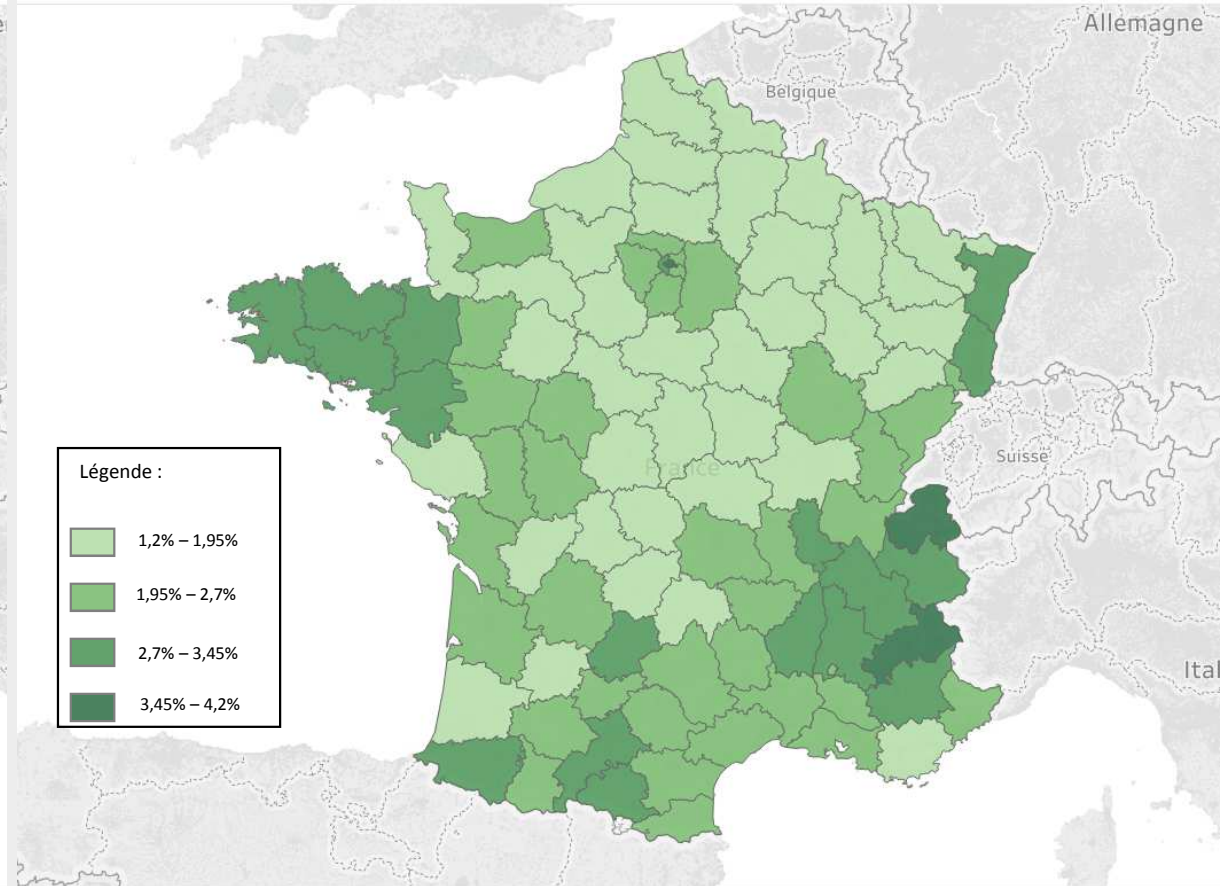 Allemagne
Belgique
France
Suisse
Légende :
1,2% – 1,95%
1,95% – 2,7%
2,7% – 3,45%
3,45% – 4,2%
Ital